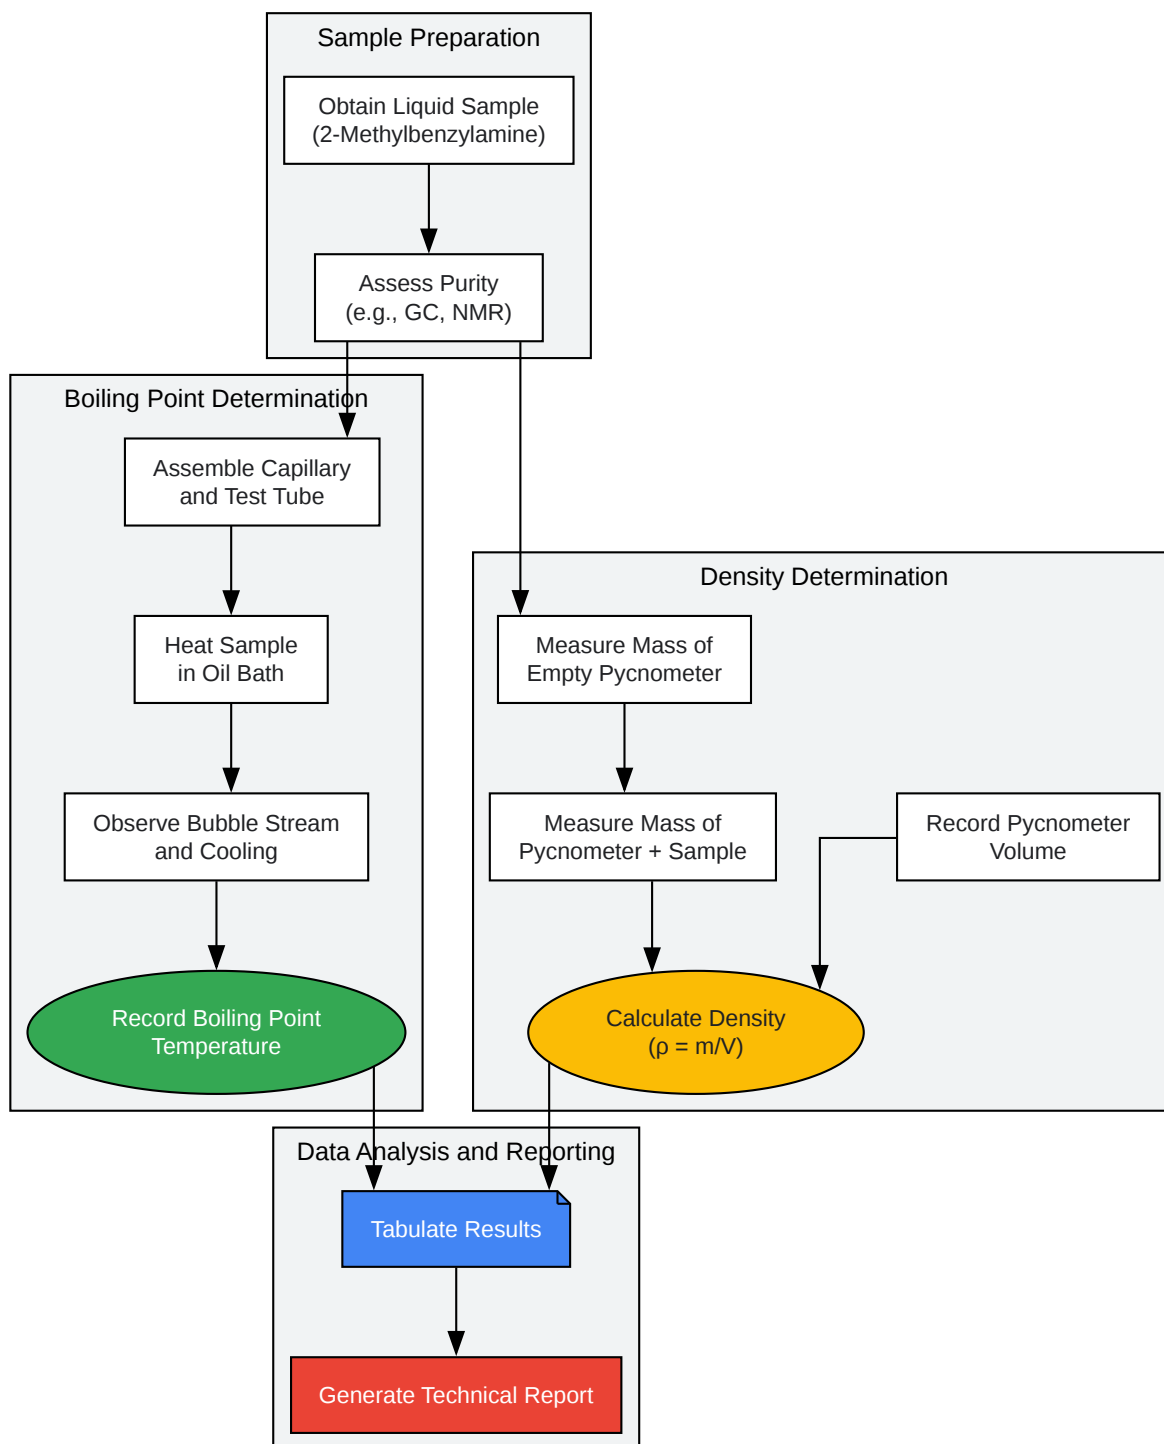 Sample Preparation
Obtain Liquid Sample
(2-Methylbenzylamine)
Assess Purity
(e.g., GC, NMR)
Boiling Point Determination
Assemble Capillary
and Test Tube
Heat Sample
in Oil Bath
Observe Bubble Stream
and Cooling
Record Boiling Point
Temperature
Density Determination
Measure Mass of
Empty Pycnometer
Measure Mass of
Pycnometer + Sample
Record Pycnometer
Volume
Calculate Density
(ρ = m/V)
Data Analysis and Reporting
Tabulate Results
Generate Technical Report